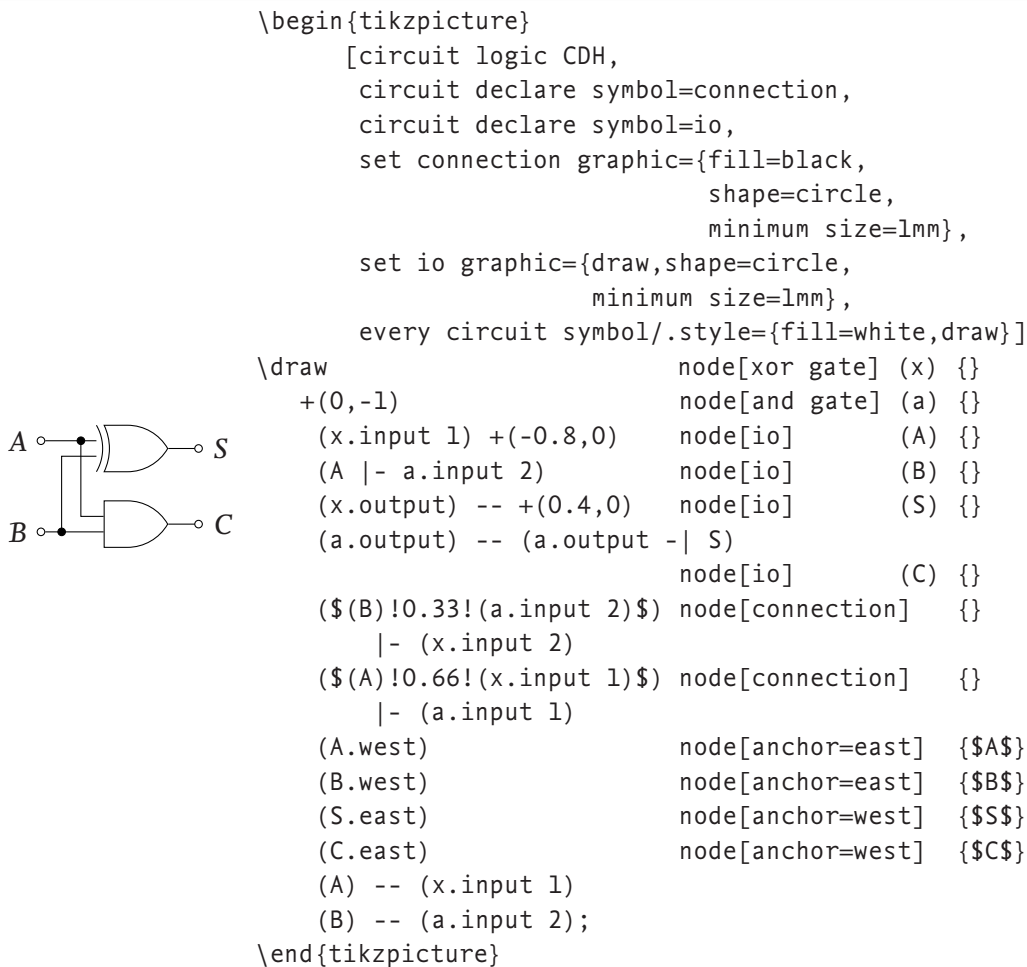 \begin{tikzpicture}
[circuit logic CDH,
circuit declare symbol=connection,
circuit declare symbol=io,
set connection graphic={fill=black,
shape=circle,
minimum size=1mm},
set io graphic={draw,shape=circle,
minimum size=1mm},
every circuit symbol/.style={fill=white,draw}]
\draw node[xor gate] (x) {}
+(0,-1) node[and gate] (a) {}
(x.input 1) +(-0.8,0) node[io] (A) {}
(A |- a.input 2) node[io] (B) {}
(x.output) -- +(0.4,0) node[io] (S) {}
(a.output) -- (a.output -| S)
node[io] (C) {}
($(B)!0.33!(a.input 2)$) node[connection] {}
|- (x.input 2)
($(A)!0.66!(x.input 1)$) node[connection] {}
|- (a.input 1)
(A.west) node[anchor=east] {$A$}
(B.west) node[anchor=east] {$B$}
(S.east) node[anchor=west] {$S$}
(C.east) node[anchor=west] {$C$}
(A) -- (x.input 1)
(B) -- (a.input 2);
\end{tikzpicture}
A S
B C